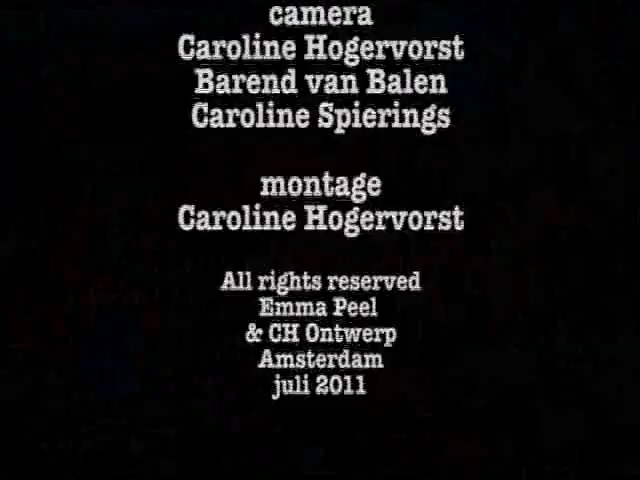 camera
Caroline Hogervorst
Barend van Balen
Caroline Spierings
montage
Caroline Hogervorst
All rights reserved
Emma Peel
& CH Ontwerp
Amsterdam
juli 2011